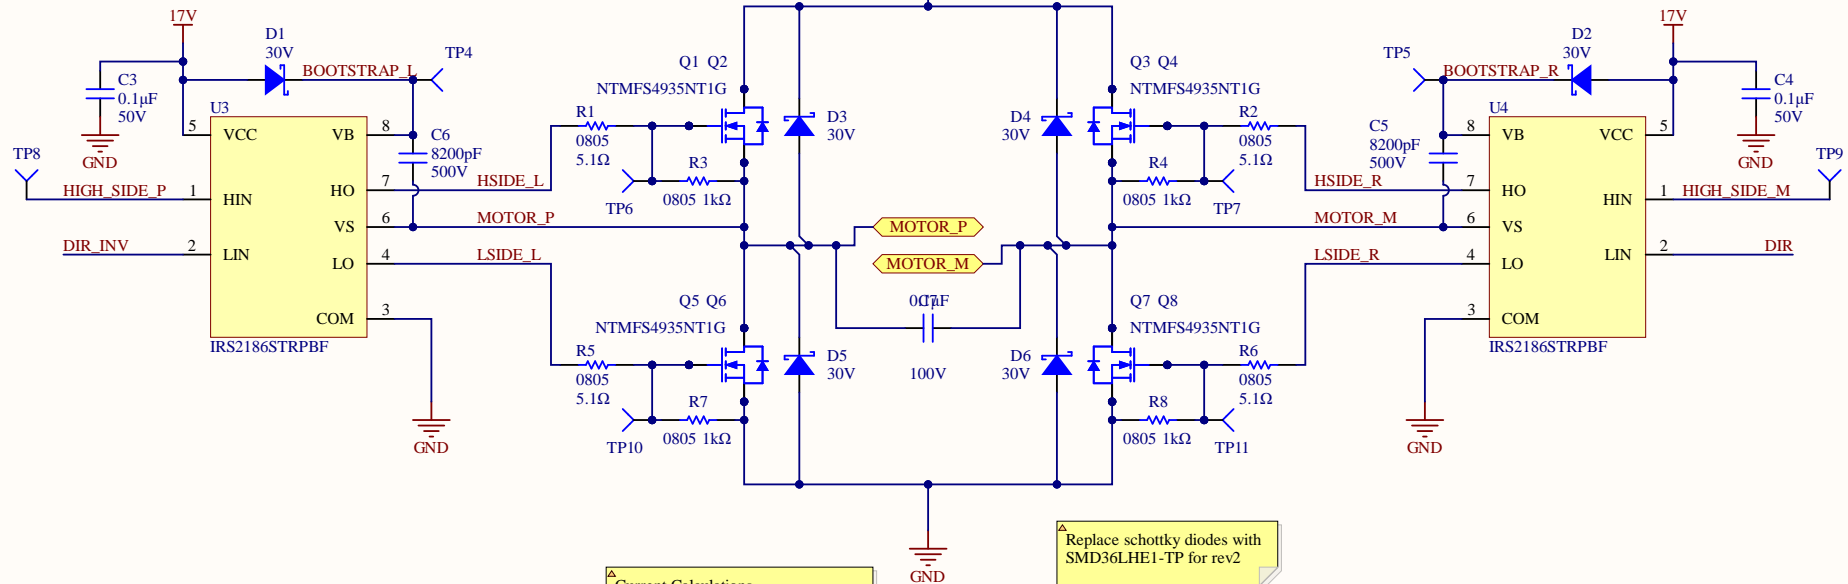 17V
D1
30V
BOOTSTRAP_L
TP4
C3
0.1µF
50V
GND
U3
5
VCC
VB
8
C6
8200pF
500V
TP8
HIGH_SIDE_P
1
HIN
HO
7
HSIDE_L
VS
6
MOTOR_P
DIR_INV
2
LIN
LO
4
LSIDE_L
COM
3
IRS2186STRPBF
GND
Q1 Q2
NTMFS4935NT1G
R1
0805
5.1Ω
R3
0805 1kΩ
TP6
D3
30V
D4
30V
Q3 Q4
NTMFS4935NT1G
R2
0805
5.1Ω
R4
0805 1kΩ
TP7
MOTOR_P
MOTOR_M
100V
Q5 Q6
NTMFS4935NT1G
R5
0805
5.1Ω
R7
0805 1kΩ
TP10
D5
30V
D6
30V
Q7 Q8
NTMFS4935NT1G
R6
0805
5.1Ω
R8
0805 1kΩ
TP11
GND
17V
D2
30V
TP5
BOOTSTRAP_R
C4
0.1µF
50V
GND
U4
C5
8200pF
500V
8
VB
VCC
5
TP9
HSIDE_R
7
HO
HIN
1
HIGH_SIDE_M
MOTOR_M
6
VS
LSIDE_R
4
LO
LIN
2
DIR
3
COM
IRS2186STRPBF
GND
Replace schottky diodes with
SMD36LHE1-TP for rev2
Current Calculations